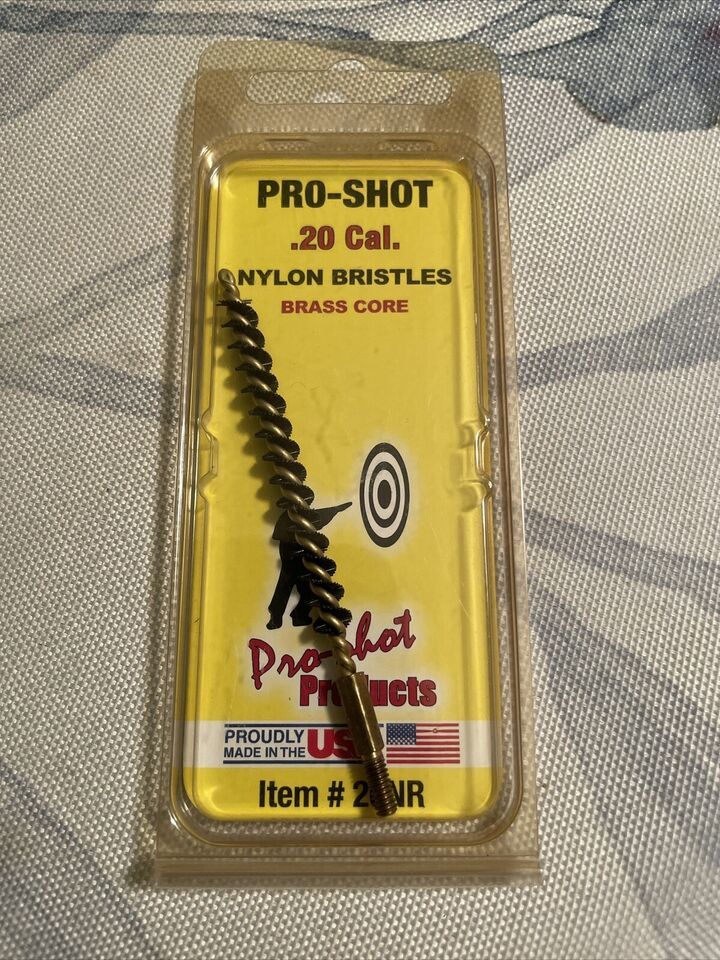 PRO-SHOT
.20 Cal.
NYLON BRISTLES
BRASS CORE
Pro-Shot
Products
PROUDLY
MADE IN THE
USA
Item #